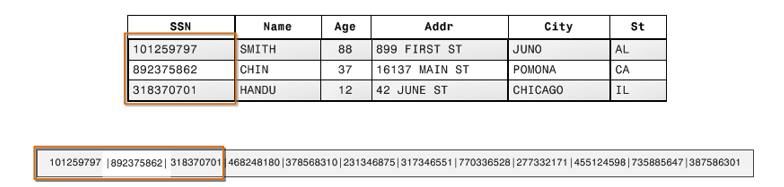 SSN Name Age Addr City St
101259797 SMITH 88 899 FIRST ST JUNO AL
892375862 CHIN 37 16137 MAIN ST POMONA CA
318370701 HANDU 12 42 JUNE ST CHICAGO IL
101259797 |892375862| 318370701|468248180|378568310|231346875|317346551|770336528|277332171|455124598|735885647|387586301